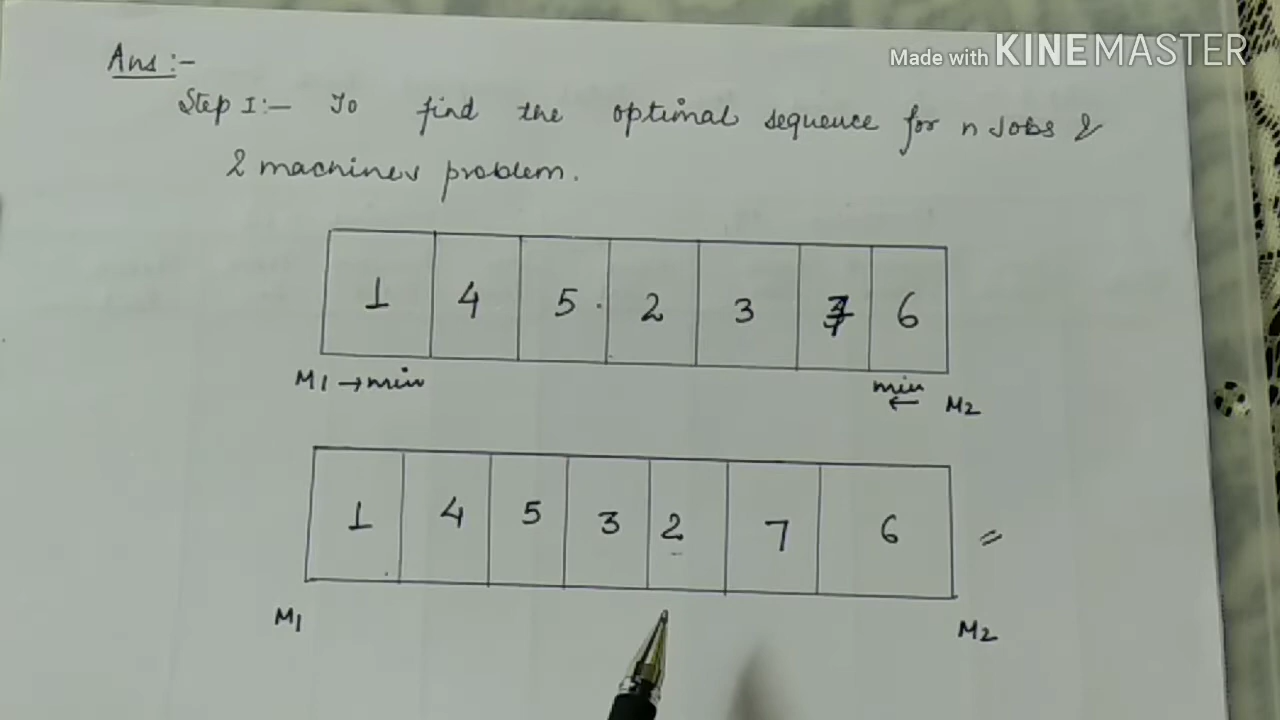 Made with KINEMASTER
Ans :-
Step I :- To find the optimal sequence for n Jobs &
2 machines problem.
1 4 5 2 3 7 6
M1 → min min ← M2
1 4 5 3 2 7 6
M1 M2